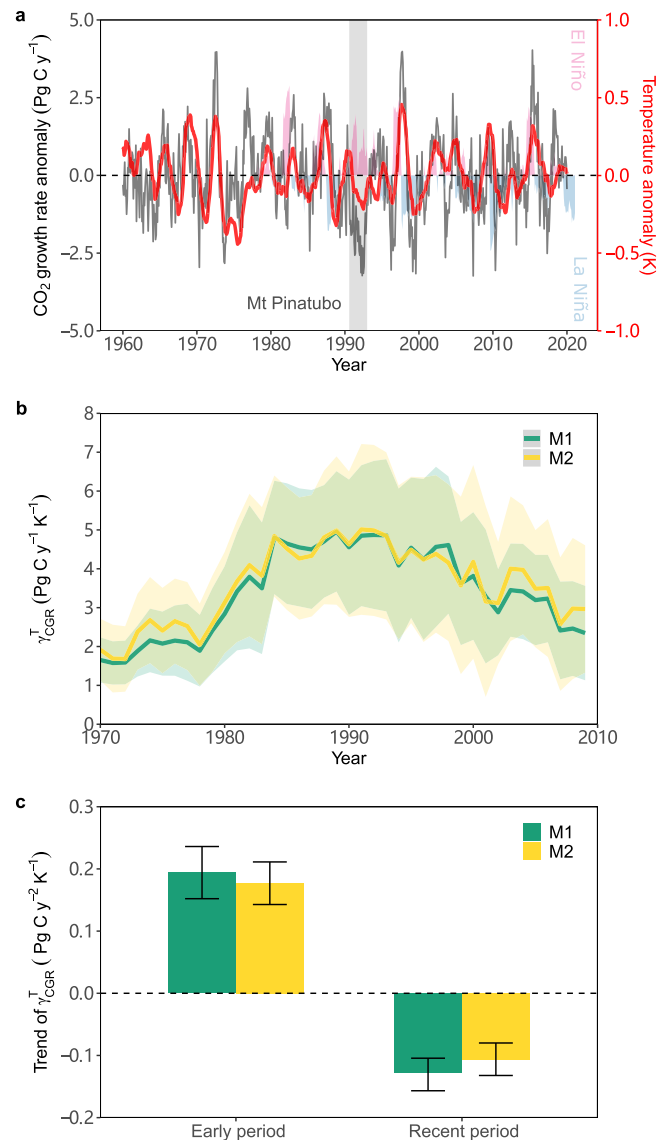 a
CO₂ growth rate anomaly (Pg C y⁻¹)
5.0
2.5
0.0
−2.5
−5.0
El Niño
La Niña
Mt Pinatubo
1.0
0.5
0.0
−0.5
−1.0
Temperature anomaly (K)
1960 1970 1980 1990 2000 2010 2020
Year
b
γᵀCGR ( Pg C y⁻¹ K⁻¹)
8
7
6
5
4
3
2
1
0
M1
M2
1970 1980 1990 2000 2010
Year
c
Trend of γᵀCGR ( Pg C y⁻² K⁻¹)
0.3
0.2
0.1
0.0
−0.1
−0.2
M1
M2
Early period Recent period